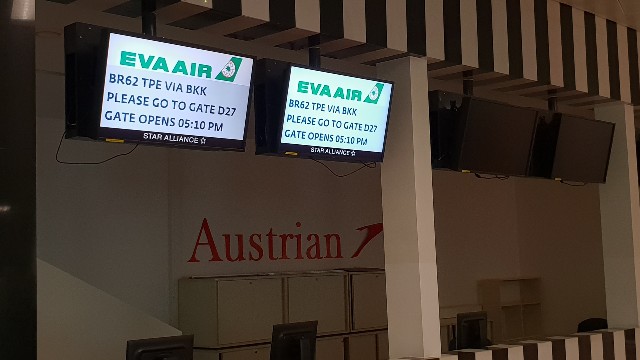 EVA AIR
BR62 TPE VIA BKK
PLEASE GO TO GATE D27
GATE OPENS 05:10 PM
STAR ALLIANCE
EVA AIR
BR62 TPE VIA BKK
PLEASE GO TO GATE D27
GATE OPENS 05:10 PM
STAR ALLIANCE
Austrian